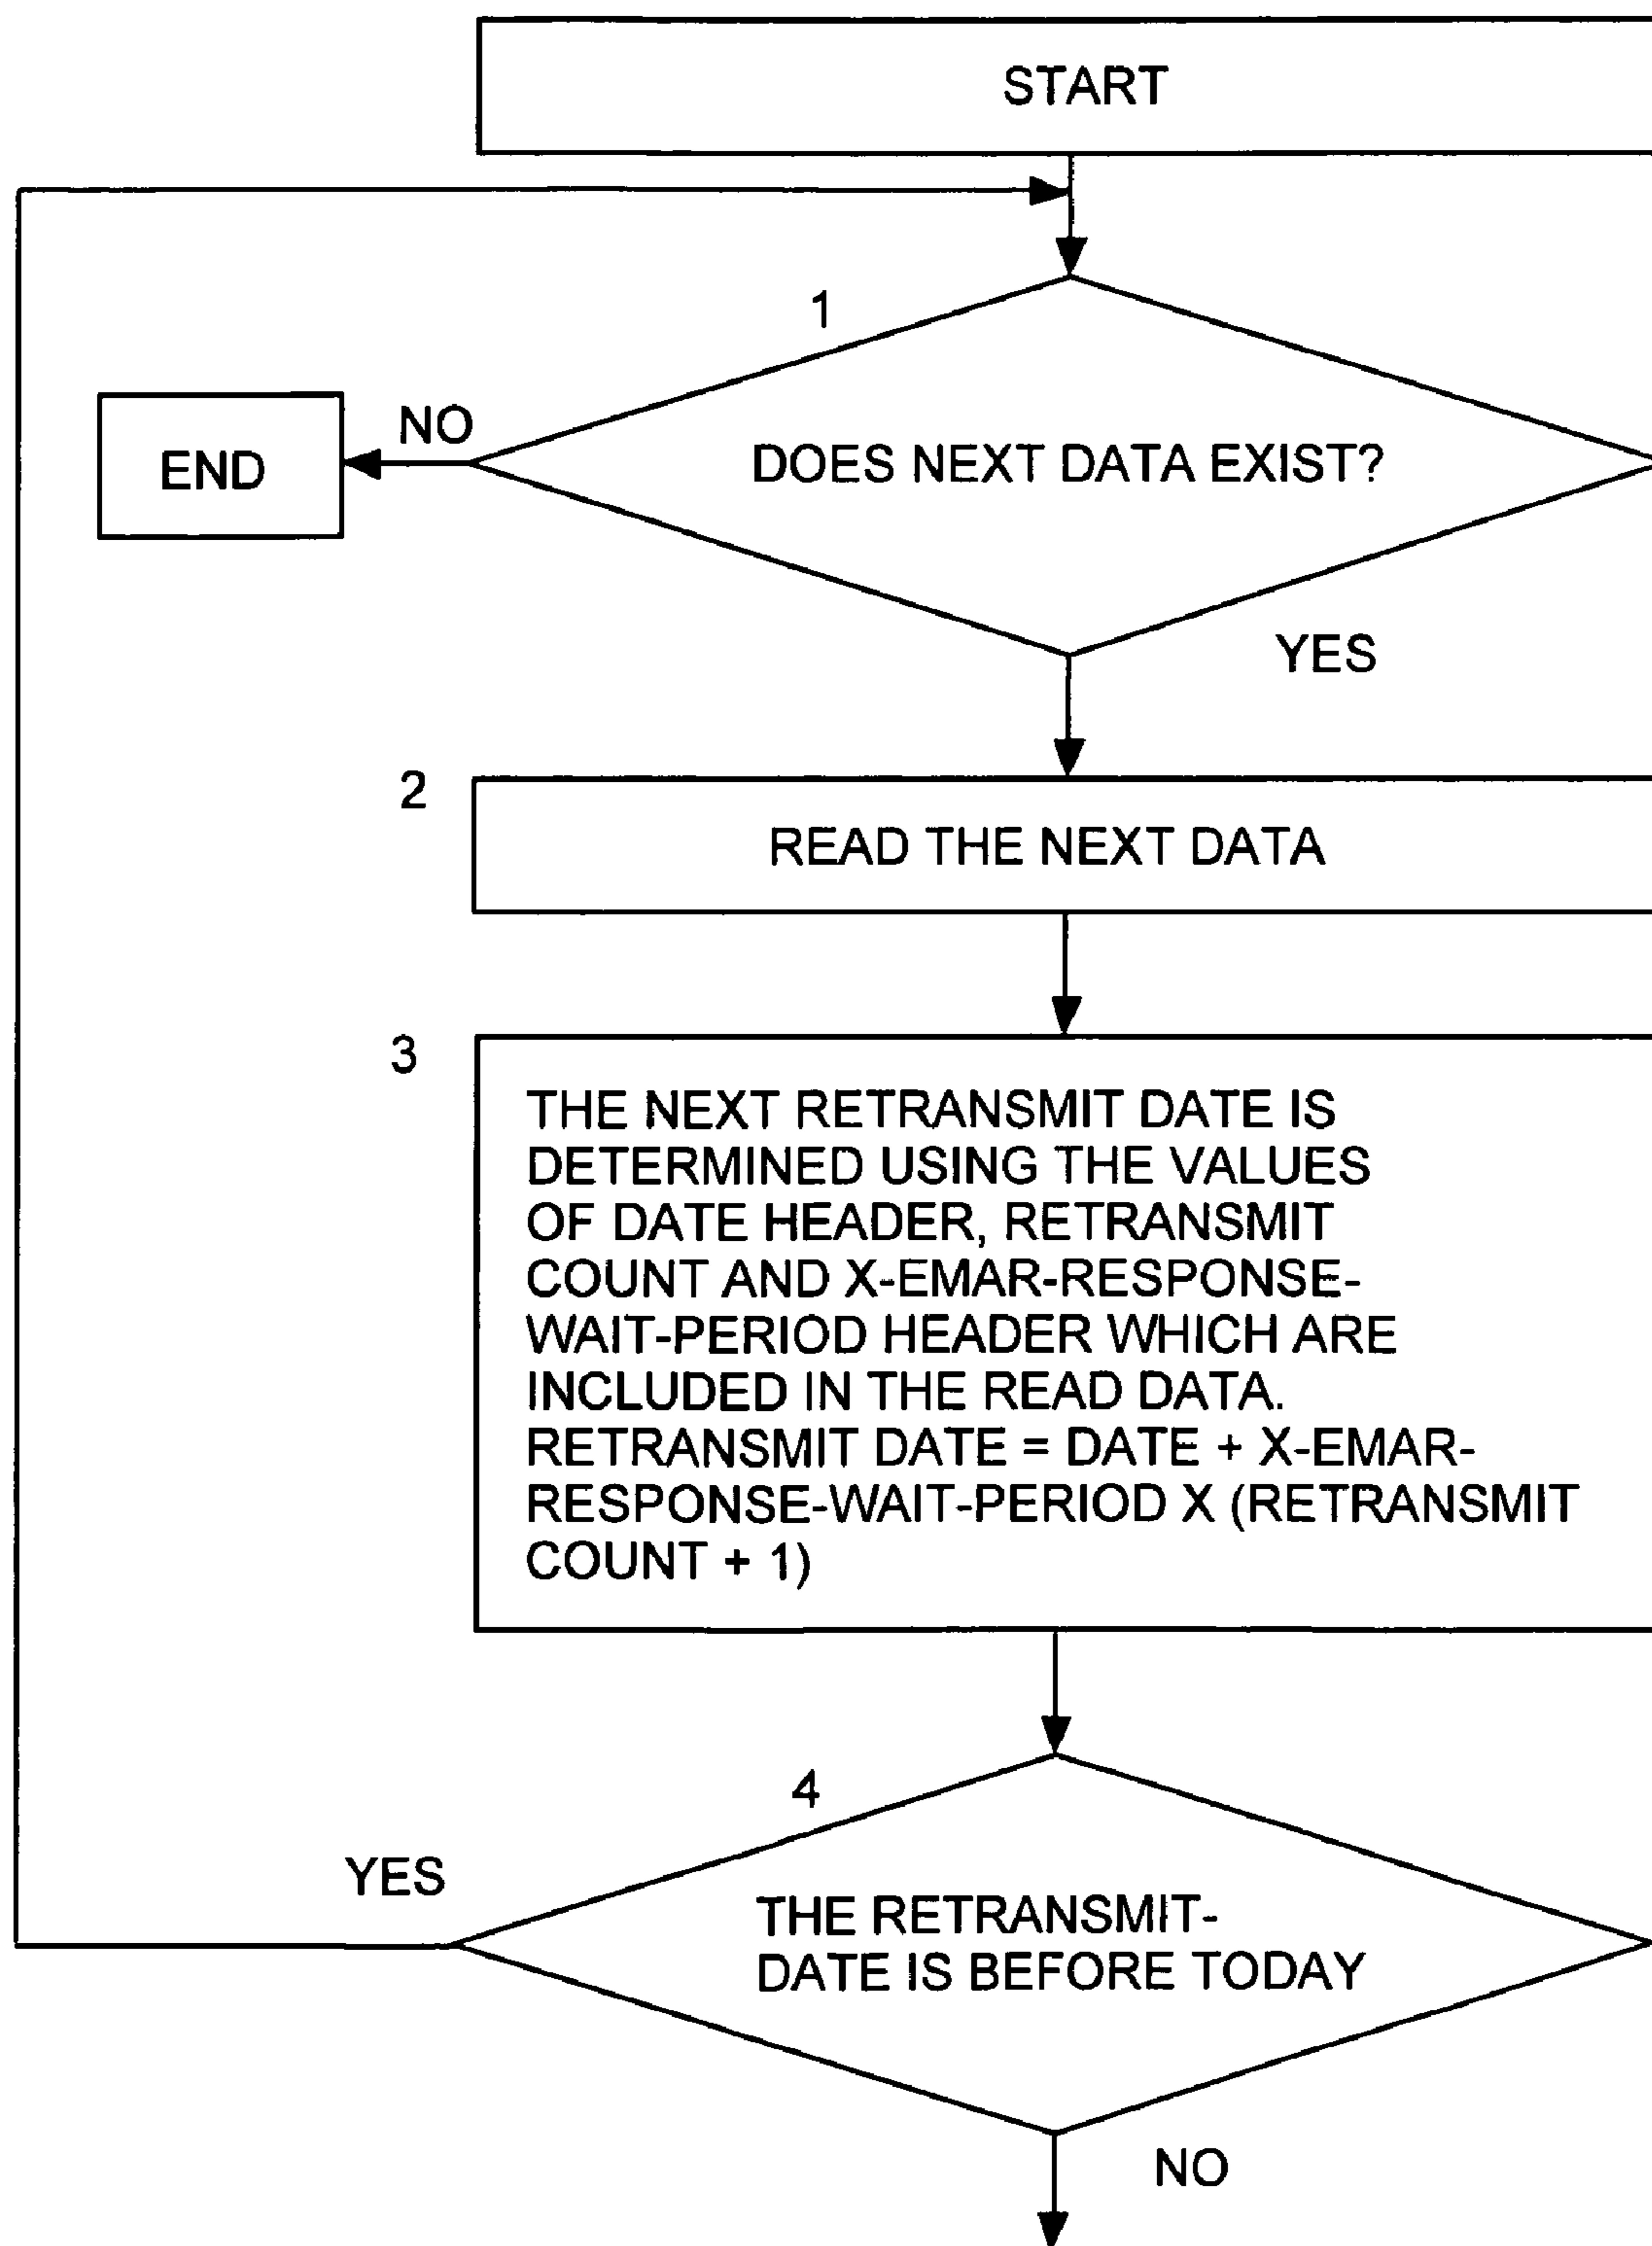 START
1
NO
END
DOES NEXT DATA EXIST?
YES
2
READ THE NEXT DATA
3
THE NEXT RETRANSMIT DATE IS
DETERMINED USING THE VALUES
OF DATE HEADER, RETRANSMIT
COUNT AND X-EMAR-RESPONSE-
WAIT-PERIOD HEADER WHICH ARE
INCLUDED IN THE READ DATA.
RETRANSMIT DATE = DATE + X-EMAR-
RESPONSE-WAIT-PERIOD X (RETRANSMIT
COUNT + 1)
4
YES
THE RETRANSMIT-
DATE IS BEFORE TODAY
NO